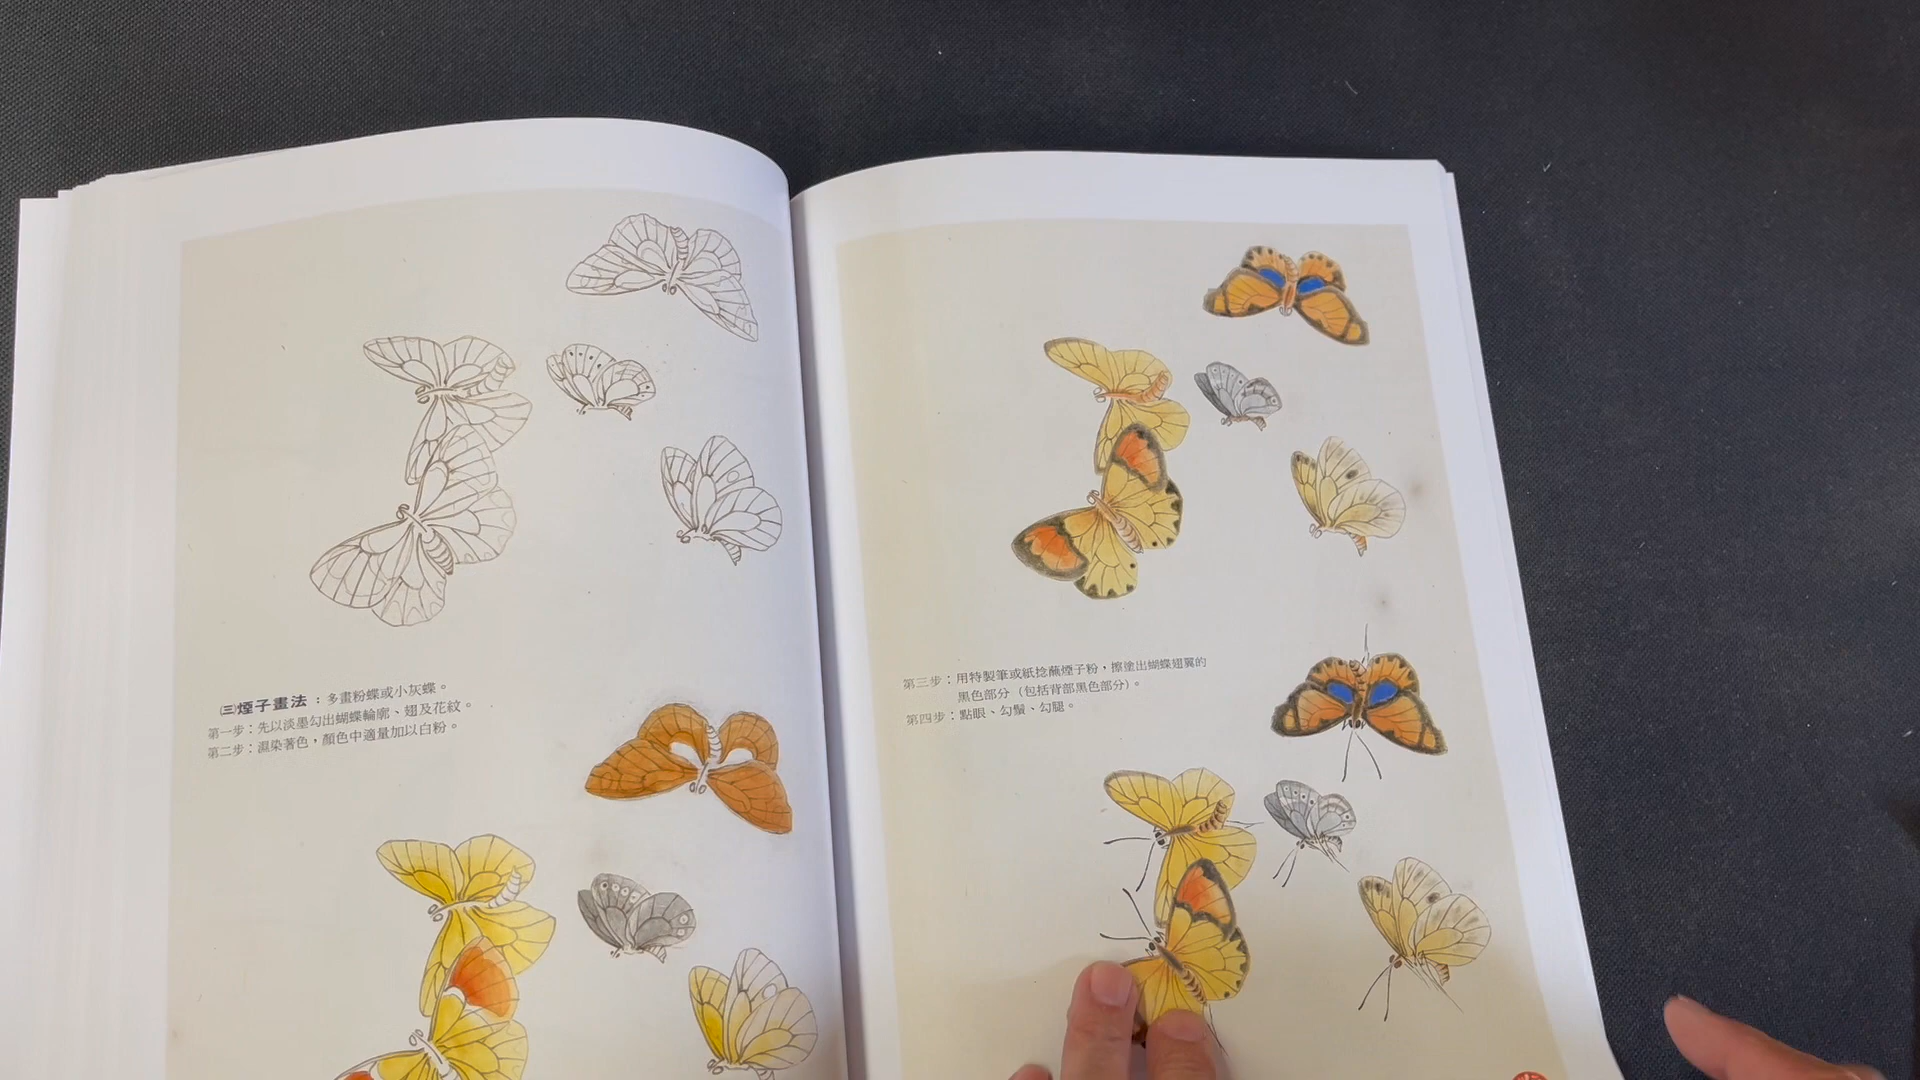 ㈢煙子畫法：多畫粉蝶或小灰蝶。
第一步：先以淡墨勾出蝴蝶輪廓、翅及花紋。
第二步：濕染著色，顏色中適量加以白粉。
第三步：用特製筆或紙捻蘸煙子粉，擦塗出蝴蝶翅翼的
黑色部分（包括背部黑色部分）。
第四步：點眼、勾鬚、勾腿。